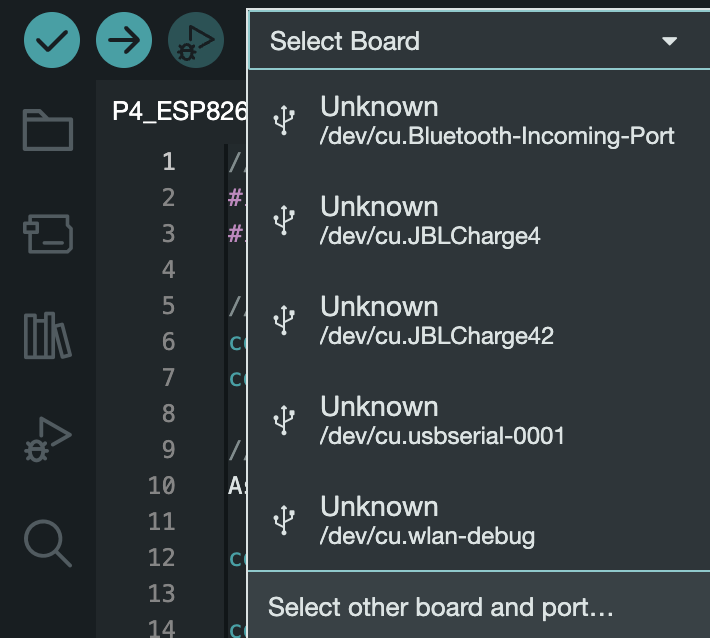 Select Board
Unknown
/dev/cu.Bluetooth-Incoming-Port
Unknown
/dev/cu.JBLCharge4
Unknown
/dev/cu.JBLCharge42
Unknown
/dev/cu.usbserial-0001
Unknown
/dev/cu.wlan-debug
Select other board and port...
P4_ESP826
1 //
2 #
3 #
4
5 //
6 co
7 co
8
9 //
10 As
11
12 co
13
14 co